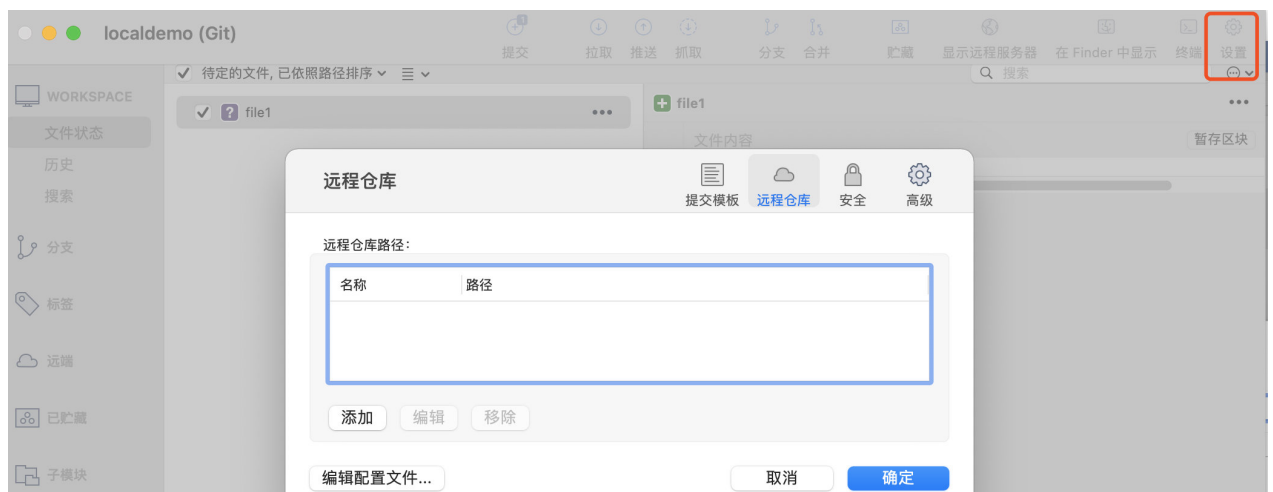 localdemo (Git)
1
提交
拉取
推送
抓取
分支
合并
贮藏
显示远程服务器
在 Finder 中显示
终端
设置
待定的文件, 已依照路径排序
搜索
WORKSPACE
文件状态
历史
搜索
分支
标签
远端
已贮藏
子模块
? file1
•••
file1
•••
文件内容
暂存区块
远程仓库
提交模板
远程仓库
安全
高级
远程仓库路径:
名称
路径
添加
编辑
移除
编辑配置文件...
取消
确定